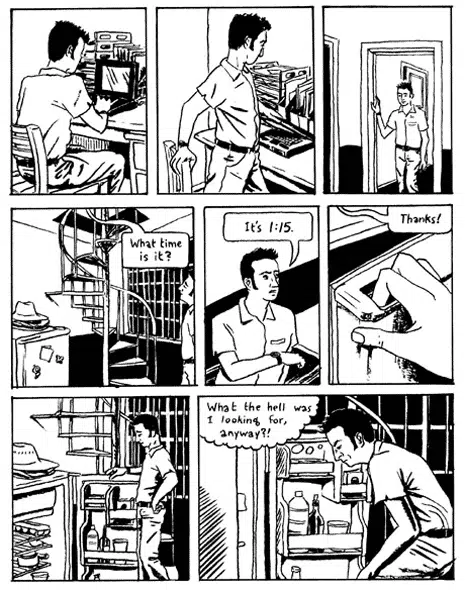 What time
is it?
It's 1:15.
Thanks!
What the hell was
I looking for,
anyway?!